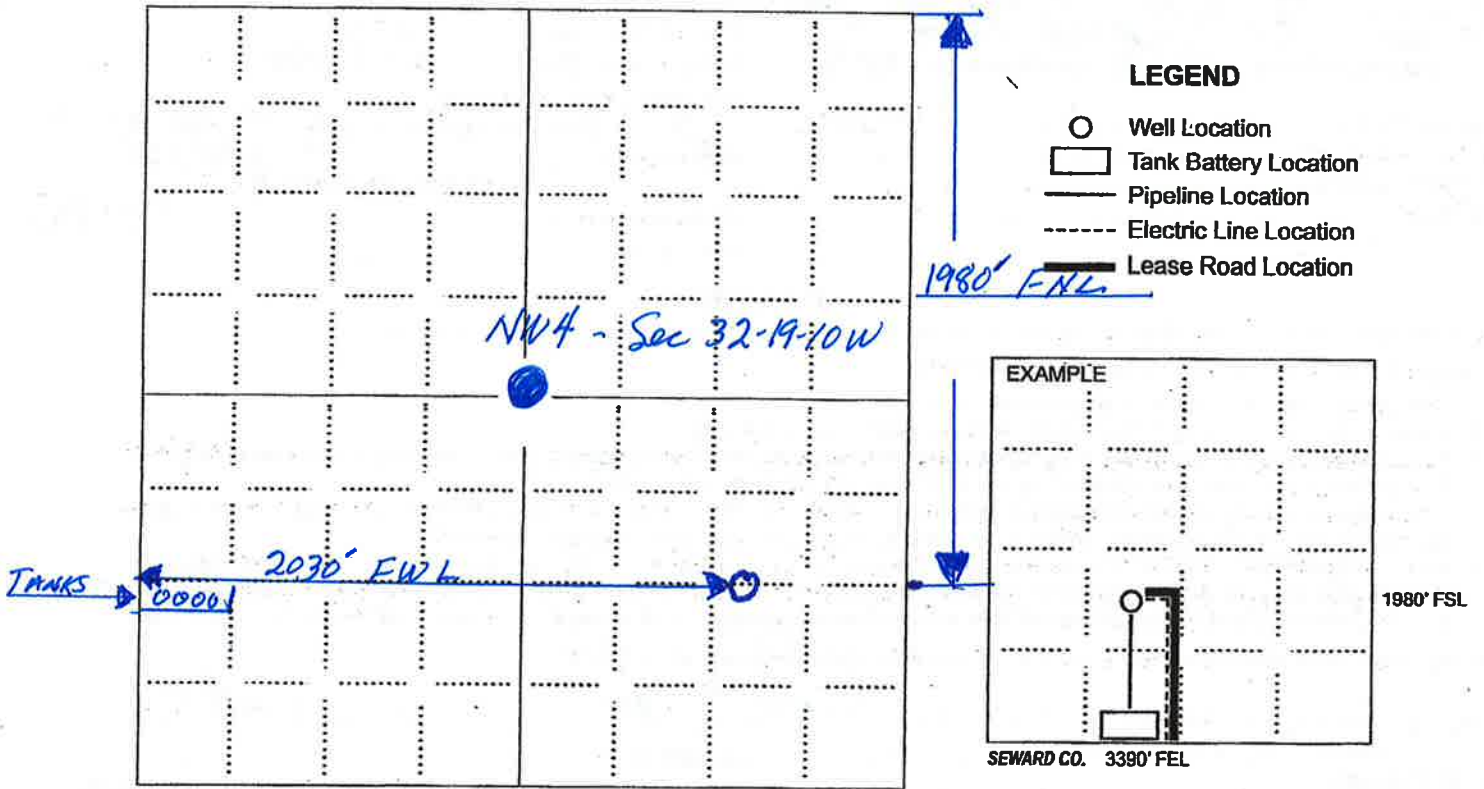 LEGEND
Well Location
Tank Battery Location
Pipeline Location
Electric Line Location
Lease Road Location
1980' FNL
NW4 - Sec 32-19-10W
EXAMPLE
2030' FWL
TANKS
0000
1980' FSL
SEWARD CO. 3390' FEL